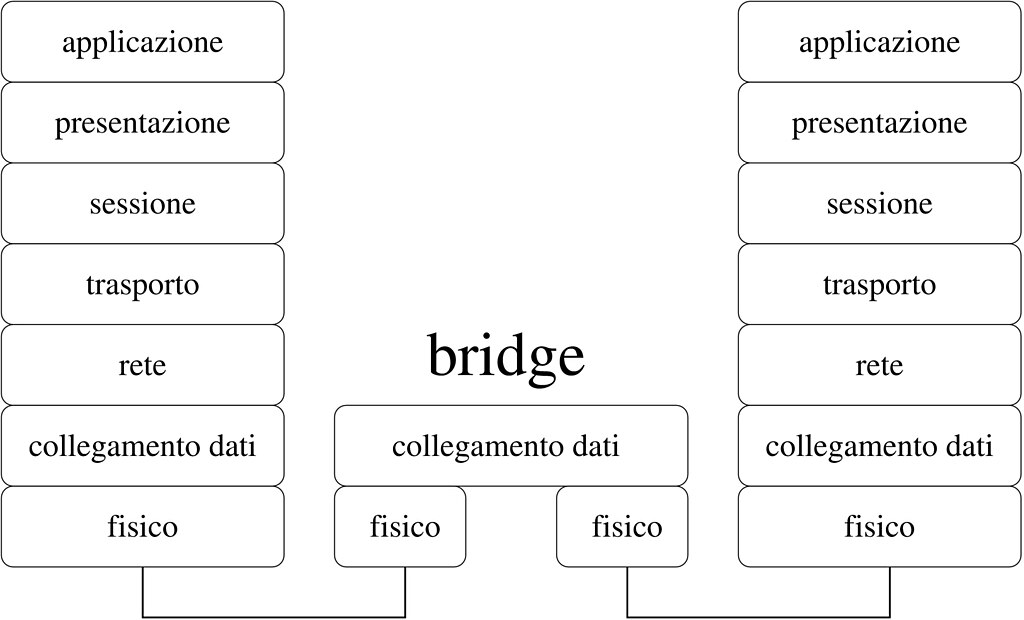 applicazione
presentazione
sessione
trasporto
rete
collegamento dati
fisico
bridge
collegamento dati
fisico
fisico
applicazione
presentazione
sessione
trasporto
rete
collegamento dati
fisico